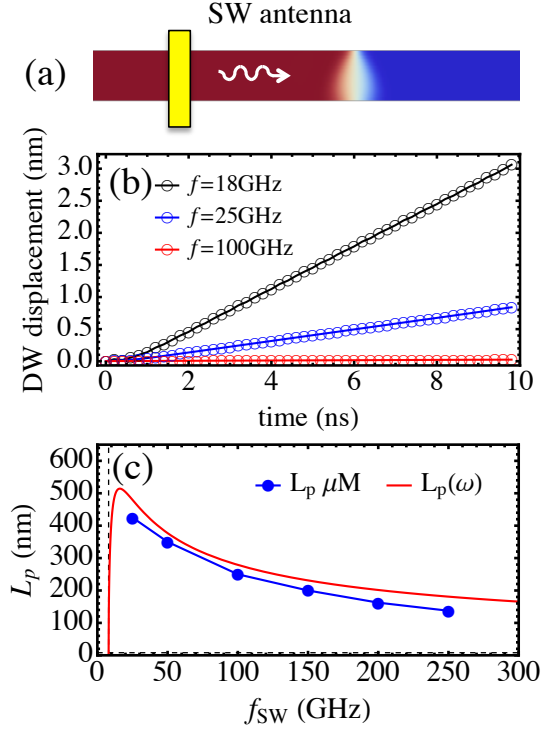 SW antenna
(a)
(b)
DW displacement (nm)
3.0
2.5
2.0
1.5
1.0
0.5
0.0
f=18GHz
f=25GHz
f=100GHz
0 2 4 6 8 10
time (ns)
(c)
L_p (nm)
600
500
400
300
200
100
0
L_p μM
L_p(ω)
0 50 100 150 200 250 300
f_SW (GHz)